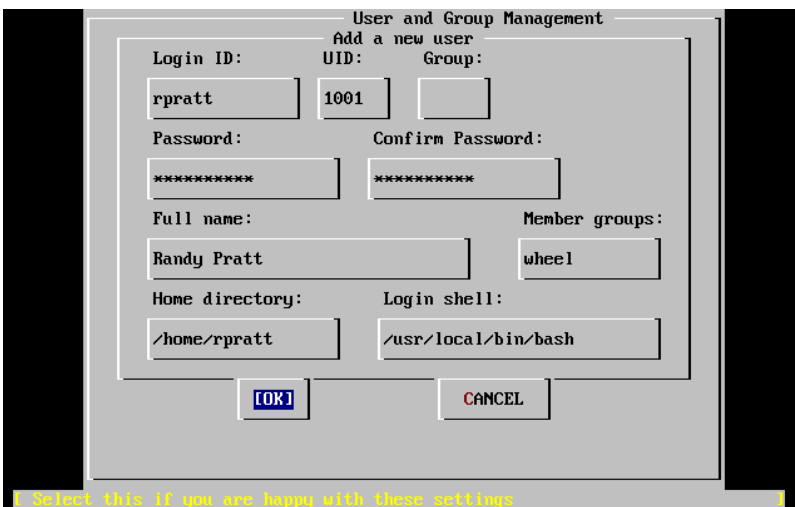 User and Group Management
Add a new user
Login ID: UID: Group:
rpratt 1001
Password: Confirm Password:
********** **********
Full name: Member groups:
Randy Pratt wheel
Home directory: Login shell:
/home/rpratt /usr/local/bin/bash
[OK] CANCEL
[ Select this if you are happy with these settings ]